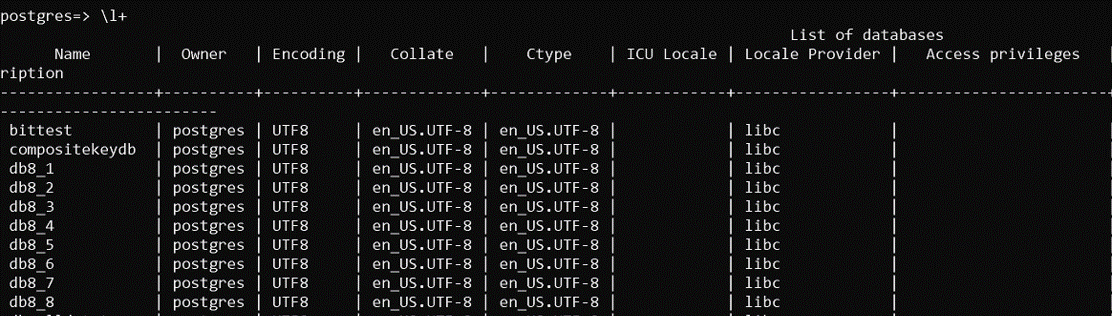 postgres=> \l+
List of databases
Name | Owner | Encoding | Collate | Ctype | ICU Locale | Locale Provider | Access privileges |
ription
-----------------+----------+----------+-------------+-------------+------------+-----------------+-----------------------+
-----------------------
bittest | postgres | UTF8 | en_US.UTF-8 | en_US.UTF-8 | | libc |
compositekeydb | postgres | UTF8 | en_US.UTF-8 | en_US.UTF-8 | | libc |
db8_1 | postgres | UTF8 | en_US.UTF-8 | en_US.UTF-8 | | libc |
db8_2 | postgres | UTF8 | en_US.UTF-8 | en_US.UTF-8 | | libc |
db8_3 | postgres | UTF8 | en_US.UTF-8 | en_US.UTF-8 | | libc |
db8_4 | postgres | UTF8 | en_US.UTF-8 | en_US.UTF-8 | | libc |
db8_5 | postgres | UTF8 | en_US.UTF-8 | en_US.UTF-8 | | libc |
db8_6 | postgres | UTF8 | en_US.UTF-8 | en_US.UTF-8 | | libc |
db8_7 | postgres | UTF8 | en_US.UTF-8 | en_US.UTF-8 | | libc |
db8_8 | postgres | UTF8 | en_US.UTF-8 | en_US.UTF-8 | | libc |